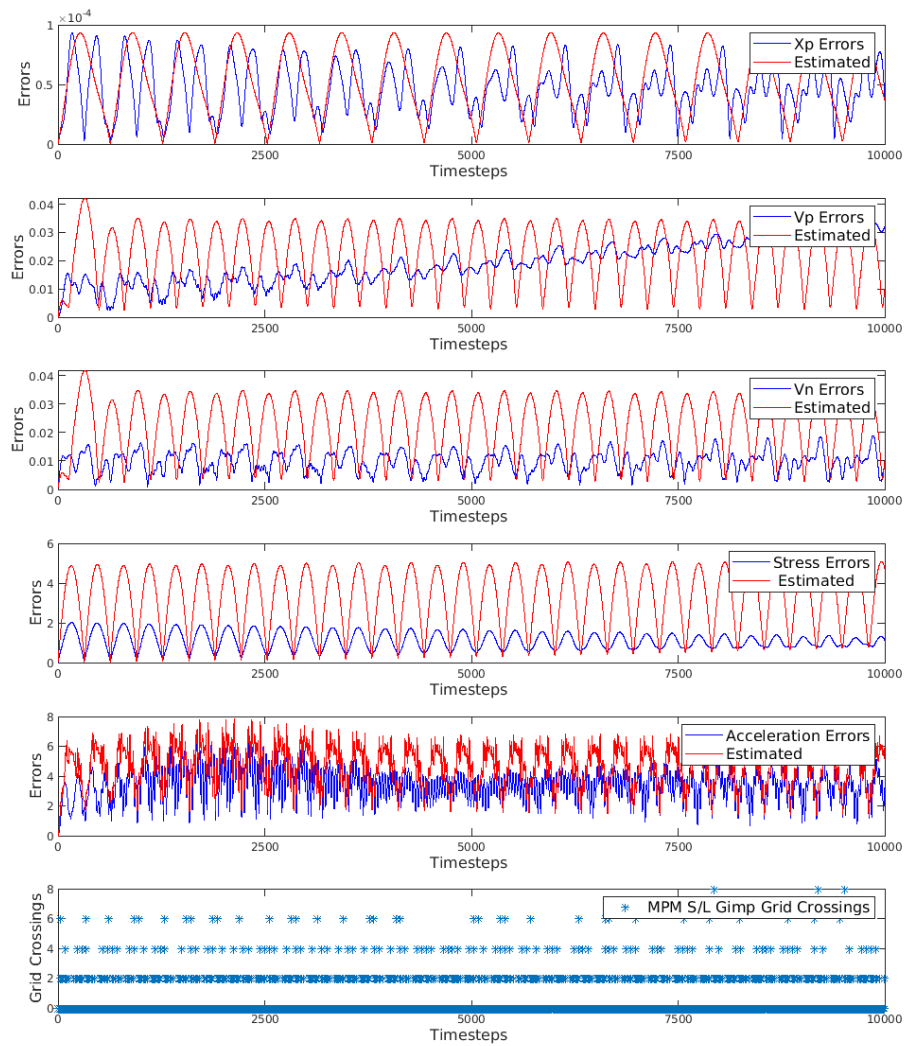 ×10⁻⁴
1
0.5
0
Errors
Xp Errors
Estimated
0 2500 5000 7500 10000
Timesteps
0.04
0.03
0.02
0.01
0
Errors
Vp Errors
Estimated
0 2500 5000 7500 10000
Timesteps
0.04
0.03
0.01
0
Errors
Vn Errors
Estimated
0 2500 5000 7500 10000
Timesteps
6
4
2
0
Errors
Stress Errors
Estimated
0 2500 5000 7500 10000
Timesteps
8
6
4
2
0
Errors
Acceleration Errors
Estimated
0 2500 5000 7500 10000
Timesteps
8
6
4
2
0
Grid Crossings
MPM S/L Gimp Grid Crossings
0 2500 5000 7500 10000
Timesteps